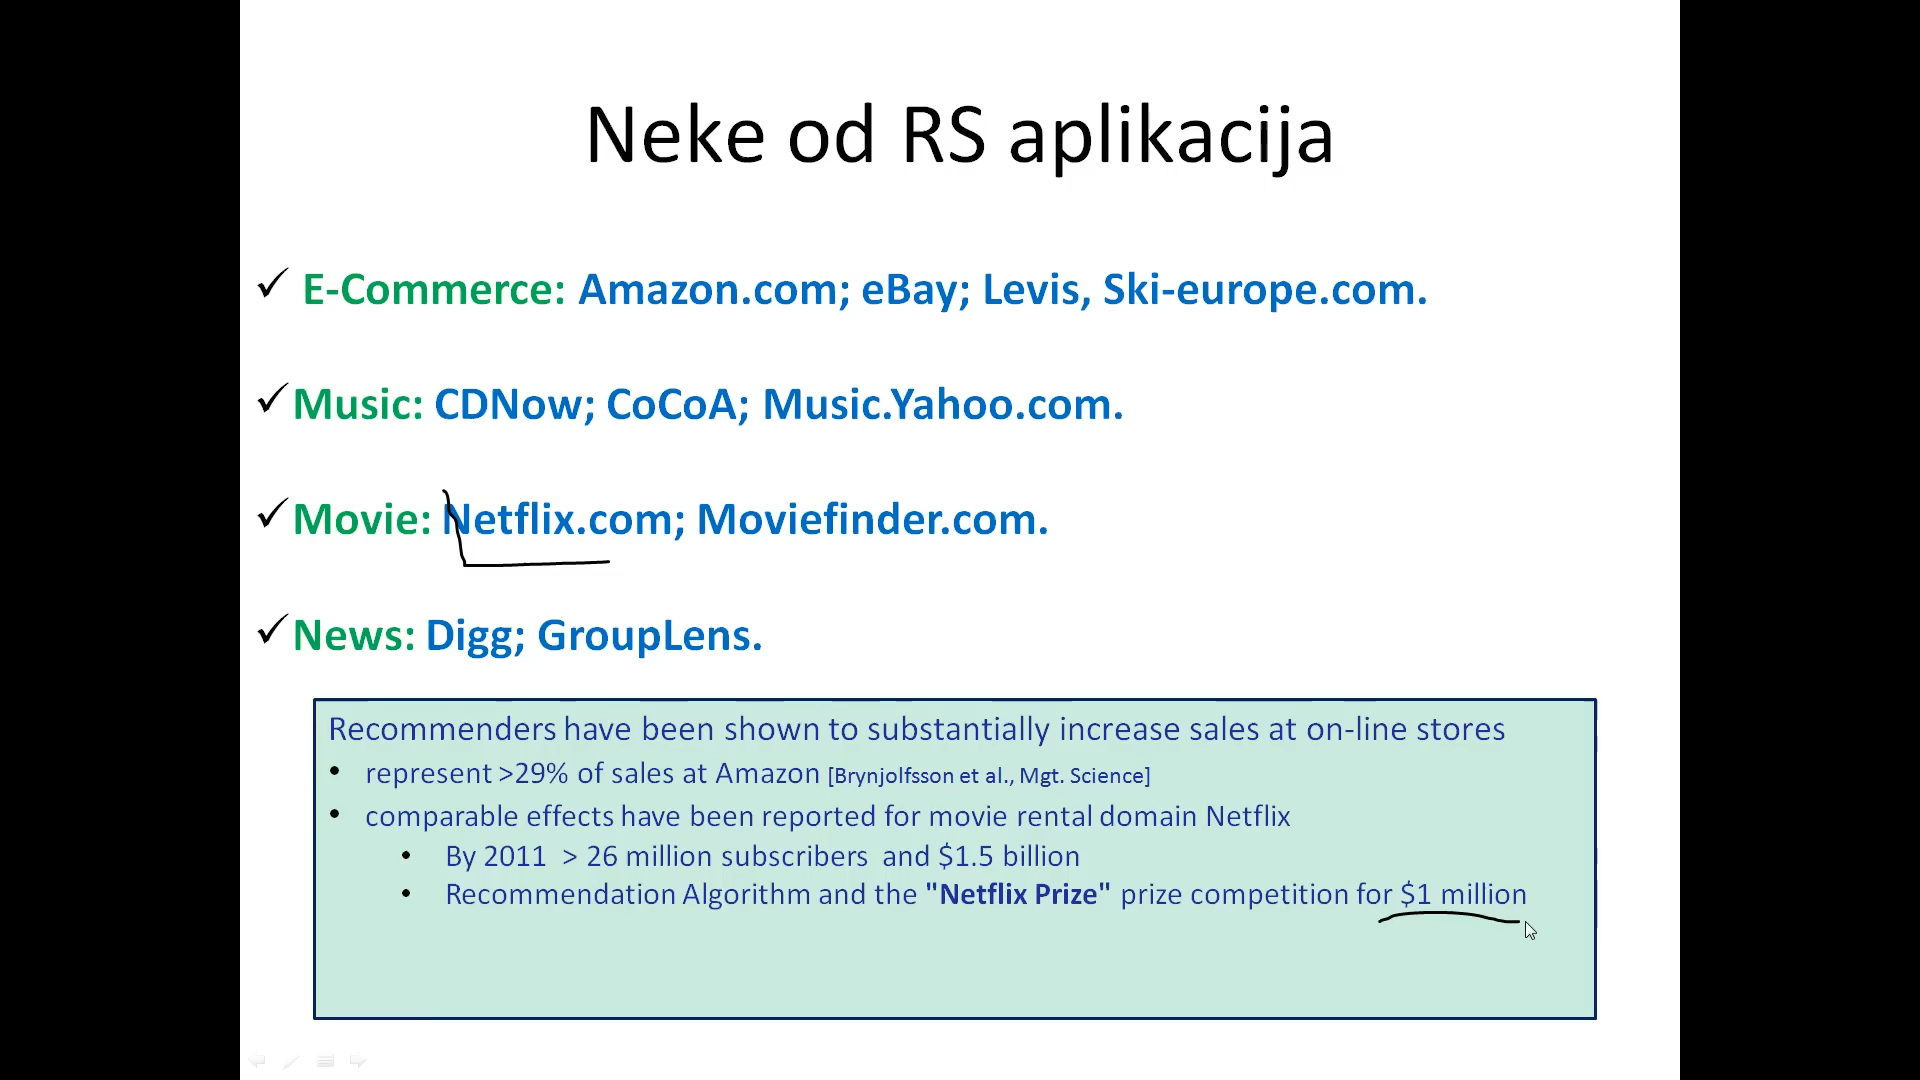 Neke od RS aplikacija
✓ E-Commerce: Amazon.com; eBay; Levis, Ski-europe.com.
✓ Music: CDNow; CoCoA; Music.Yahoo.com.
✓ Movie: Netflix.com; Moviefinder.com.
✓ News: Digg; GroupLens.
Recommenders have been shown to substantially increase sales at on-line stores
• represent >29% of sales at Amazon [Brynjolfsson et al., Mgt. Science]
• comparable effects have been reported for movie rental domain Netflix
• By 2011 > 26 million subscribers and $1.5 billion
• Recommendation Algorithm and the "Netflix Prize" prize competition for $1 million